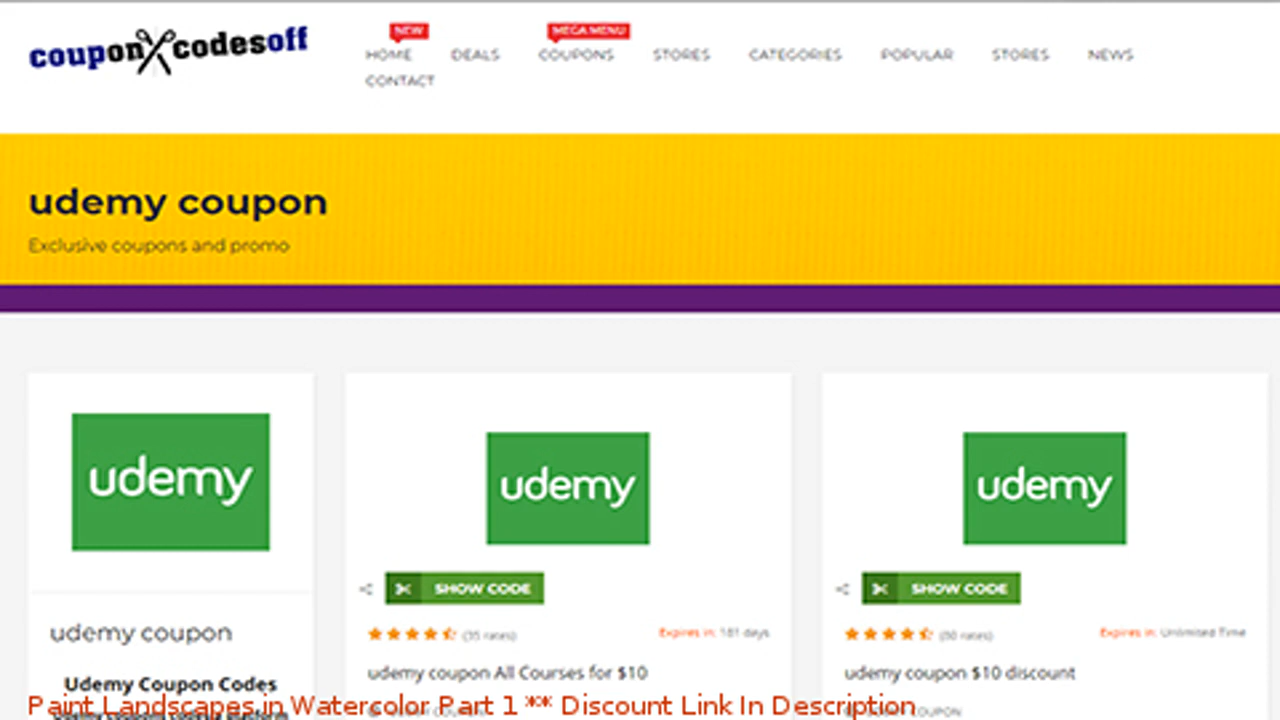 couponcodesoff
NEW
MEGA MENU
HOME DEALS COUPONS STORES CATEGORIES POPULAR STORES NEWS
CONTACT
udemy coupon
Exclusive coupons and promo
udemy
udemy
udemy
SHOW CODE
SHOW CODE
(35 rates)
Expires in: 181 days
(80 rates)
Expires in: Unlimited Time
udemy coupon
udemy coupon All Courses for $10
udemy coupon $10 discount
Udemy Coupon Codes
Paint Landscapes in Watercolor Part 1 ** Discount Link In Description